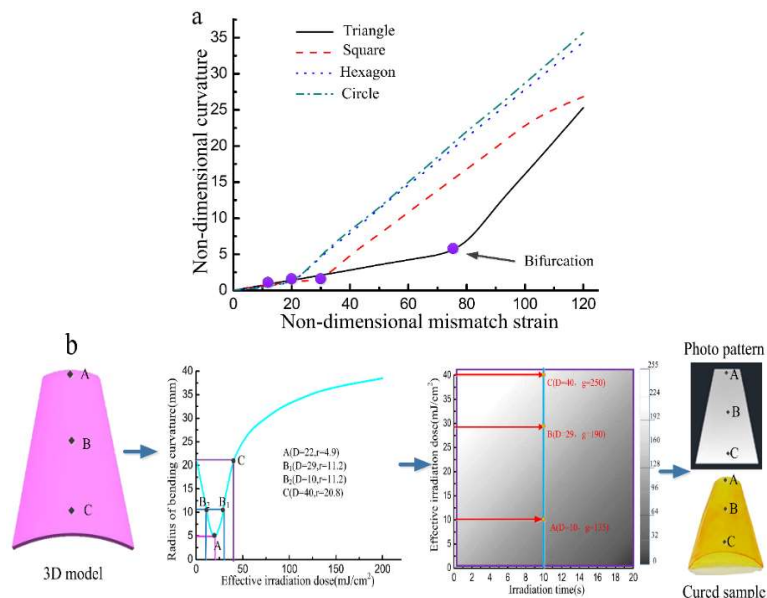 a
Triangle
Square
Hexagon
Circle
Non-dimensional curvature
35
30
25
20
15
10
5
0
Bifurcation
0 20 40 60 80 100 120
Non-dimensional mismatch strain
b
A
B
C
3D model
Radius of bending curvature(mm)
40
35
30
25
20
15
10
5
0
C
B₂ B₁
A
A(D=22,r=4.9)
B₁(D=29,r=11.2)
B₂(D=10,r=11.2)
C(D=40,r=20.8)
0 50 100 150 200
Effective irradiation dose(mJ/cm²)
Effective irradiation dose(mJ/cm²)
40
35
30
25
20
15
10
5
0
C(D=40, g=250)
B(D=29, g=190)
A(D=10, g=135)
0 2 4 6 8 10 12 14 16 18 20
Irradiation time(s)
255
224
192
160
128
96
64
32
0
Photo pattern
A
B
C
A
B
C
Cured sample